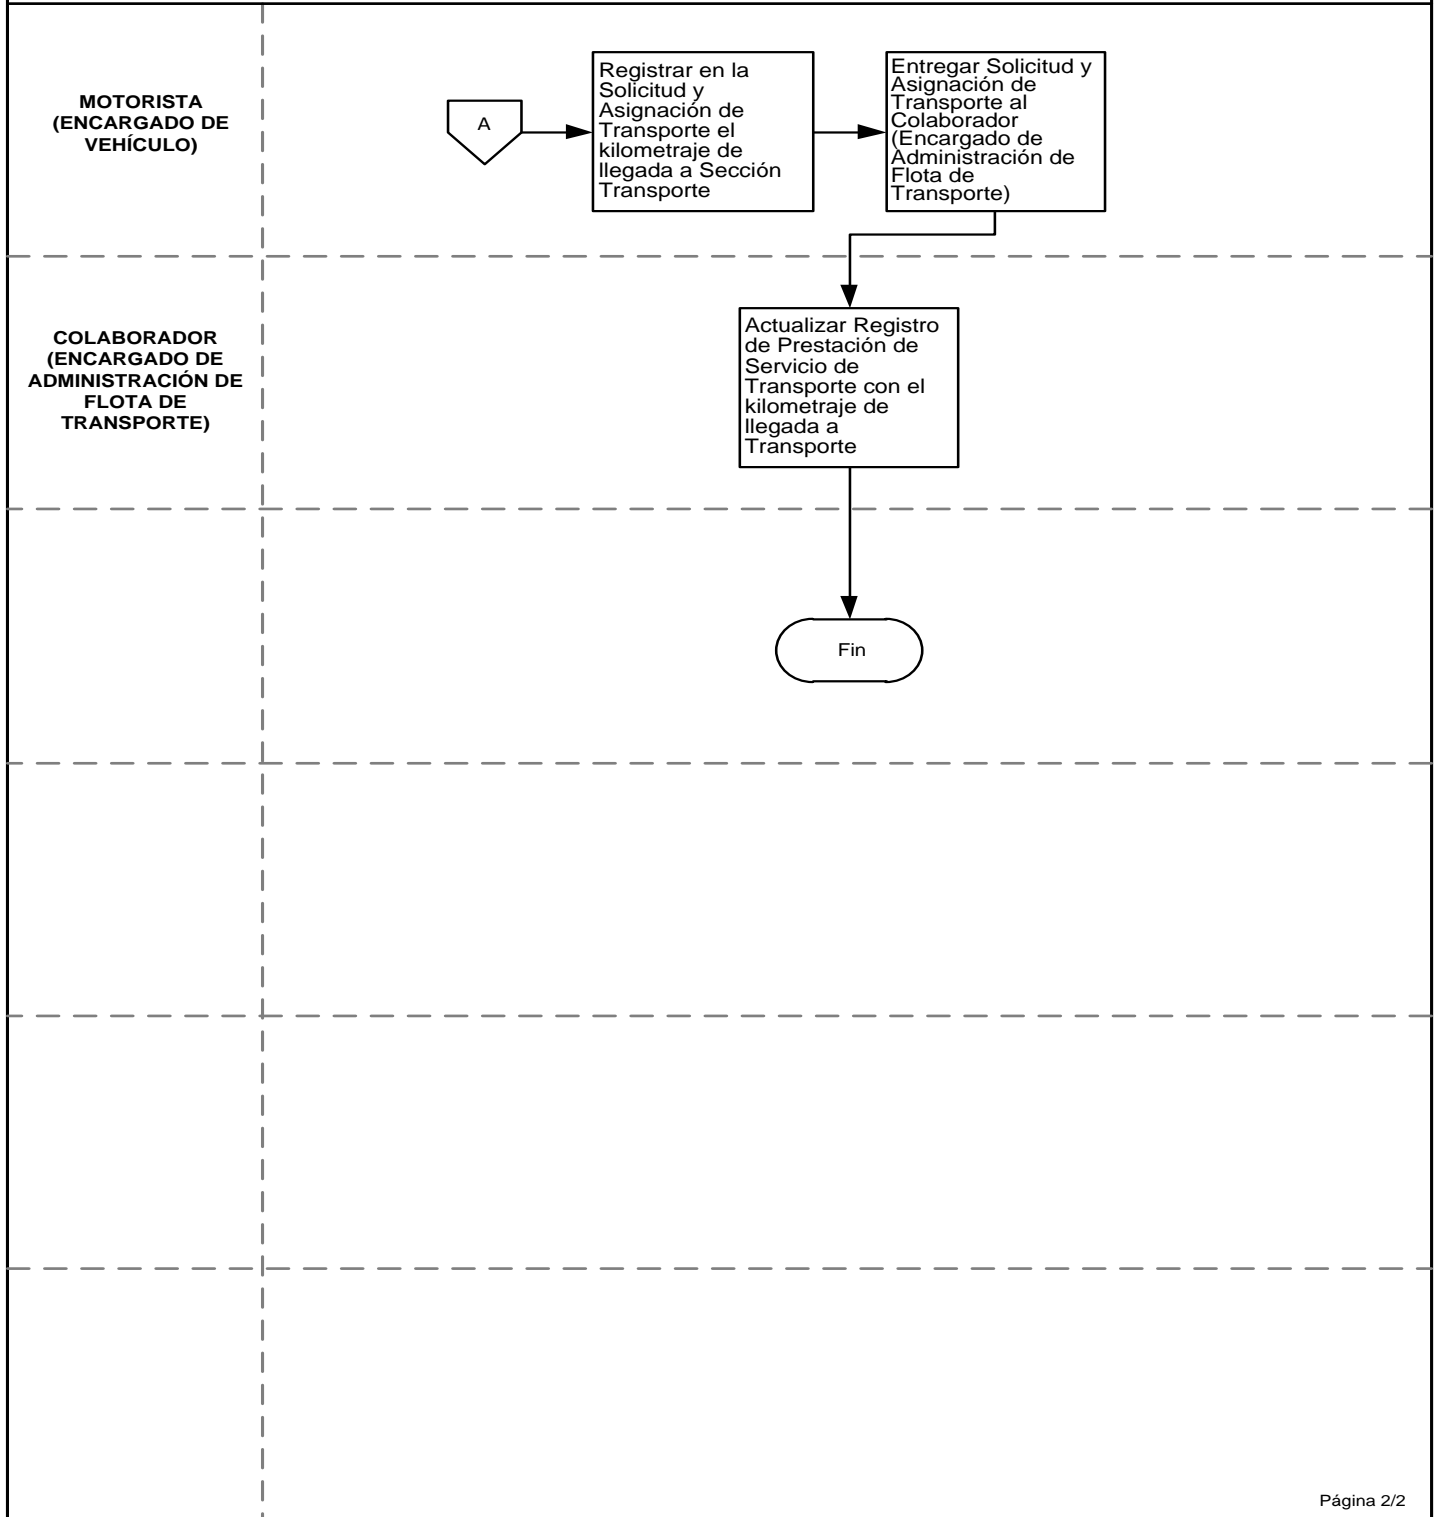 MOTORISTA
(ENCARGADO DE
VEHÍCULO)
A
Registrar en la
Solicitud y
Asignación de
Transporte el
kilometraje de
llegada a Sección
Transporte
Entregar Solicitud y
Asignación de
Transporte al
Colaborador
(Encargado de
Administración de
Flota de
Transporte)
COLABORADOR
(ENCARGADO DE
ADMINISTRACIÓN DE
FLOTA DE
TRANSPORTE)
Actualizar Registro
de Prestación de
Servicio de
Transporte con el
kilometraje de
llegada a
Transporte
Fin
Página 2/2